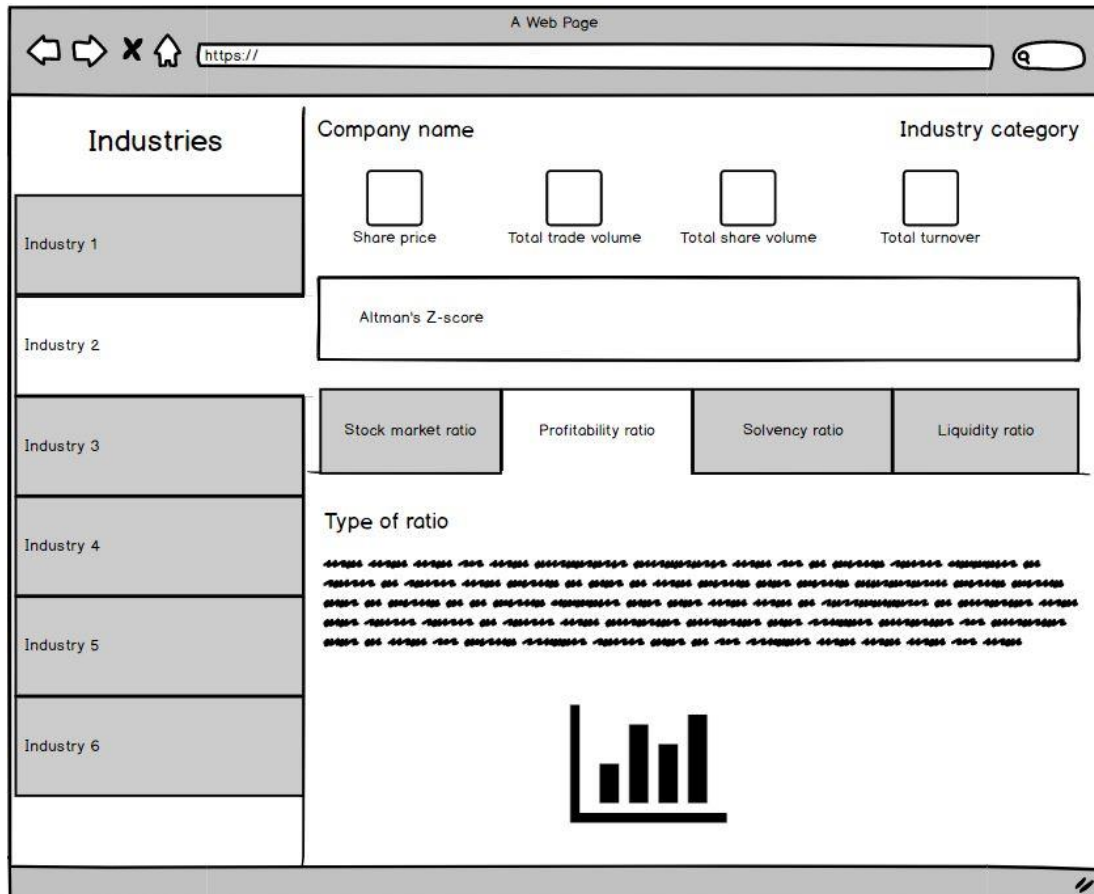 A Web Page
https://
Industries
Industry 1
Industry 2
Industry 3
Industry 4
Industry 5
Industry 6
Company name
Industry category
Share price
Total trade volume
Total share volume
Total turnover
Altman's Z-score
Stock market ratio
Profitability ratio
Solvency ratio
Liquidity ratio
Type of ratio